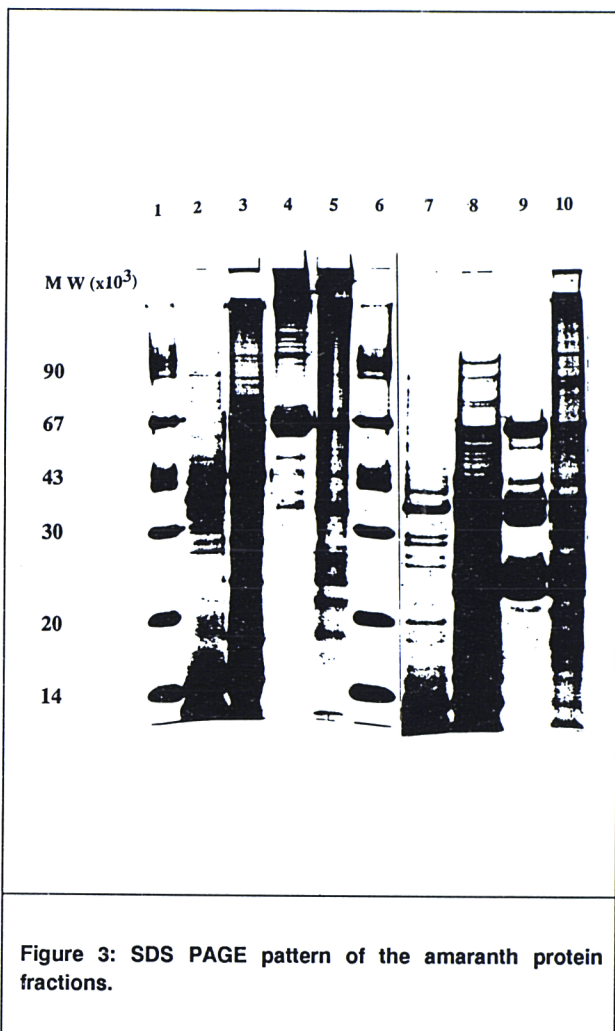 1 2 3 4 5 6 7 8 9 10
M W (x10³)
90
67
43
30
20
14
Figure 3: SDS PAGE pattern of the amaranth protein
fractions.